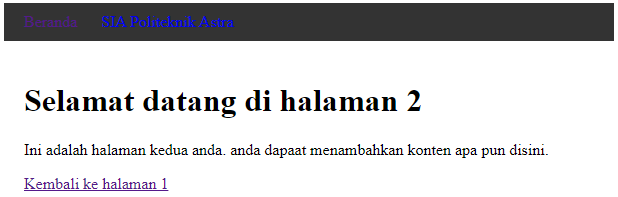 Beranda SIA Politeknik Astra
Selamat datang di halaman 2
Ini adalah halaman kedua anda. anda dapaat menambahkan konten apa pun disini.
Kembali ke halaman 1